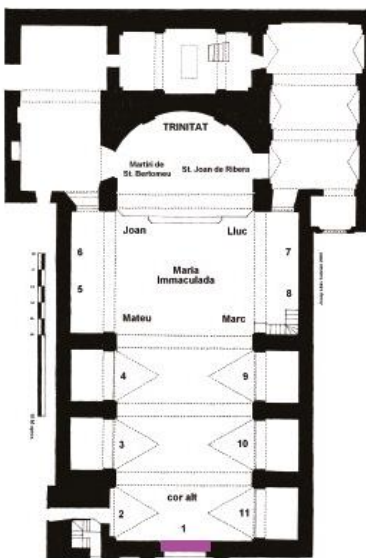 TRINITAT
Martiri de
St. Bertomeu
St. Joan de Ribera
Joan
Lluc
6
7
Maria
Immaculada
5
8
Mateu
Marc
4
9
3
10
cor alt
2
11
1